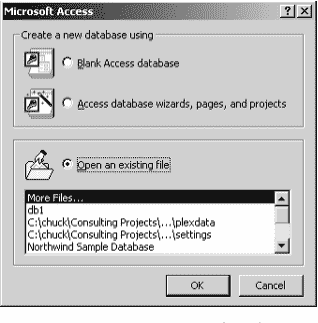 Microsoft Access
Create a new database using
Blank Access database
Access database wizards, pages, and projects
Open an existing file
More Files...
db1
C:\chuck\Consulting Projects\...\plexdata
C:\chuck\Consulting Projects\...\settings
Northwind Sample Database
OK
Cancel